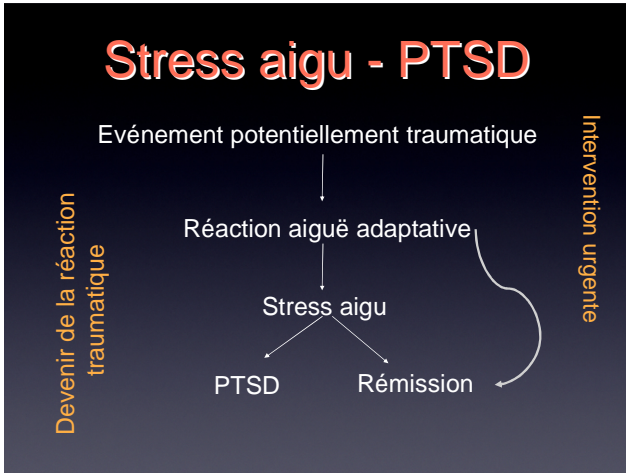 Stress aigu - PTSD
Evénement potentiellement traumatique
Intervention urgente
Devenir de la réaction
traumatique
Réaction aiguë adaptative
Stress aigu
PTSD
Rémission